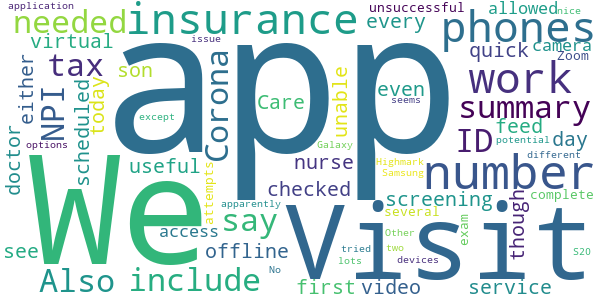 application
unsuccessful
nice
needed
insurance
phones
allowed
every
virtual
issue
quick
camera
Zoom
tax
son
work
either
NPI
today
app
Corona
Care
unable
even
seems
summary
scheduled
except
ID
feed
day
options
Galaxy
potential
doctor
useful
We
nurse
Highmark
Samsung
number
different
checked
attempts
Visit
screening
complete
access
apparently
several
say
Other
exam
though
see
offline
tried
two
S20
Also
include
No
lots
devices
service
first
video